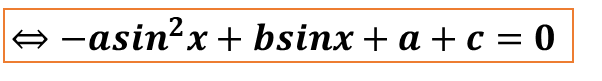 ⇔ −asin²x + bsinx + a + c = 0